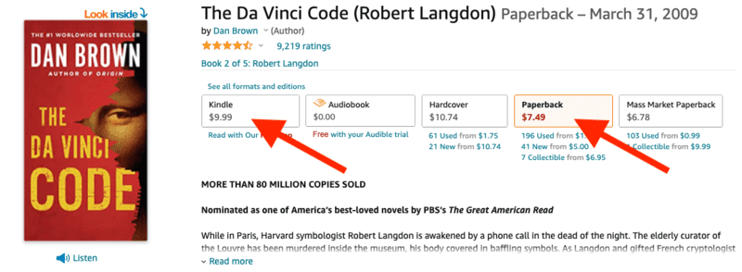 Look inside
THE #1 WORLDWIDE BESTSELLER
DAN BROWN
AUTHOR OF ORIGIN
THE
DA VINCI
CODE
Listen
The Da Vinci Code (Robert Langdon) Paperback – March 31, 2009
by Dan Brown (Author)
9,219 ratings
Book 2 of 5: Robert Langdon
See all formats and editions
Kindle
$9.99
Read with Our
Audiobook
$0.00
Free with your Audible trial
Hardcover
$10.74
61 Used from $1.75
21 New from $10.74
Paperback
$7.49
196 Used from
41 New from $5.00
7 Collectible from $6.95
Mass Market Paperback
$6.78
103 Used from $0.99
Collectible from $9.99
MORE THAN 80 MILLION COPIES SOLD
Nominated as one of America's best-loved novels by PBS's The Great American Read
While in Paris, Harvard symbologist Robert Langdon is awakened by a phone call in the dead of the night. The elderly curator of
the Louvre has been murdered inside the museum, his body covered in baffling symbols. As Langdon and gifted French cryptologist
Read more